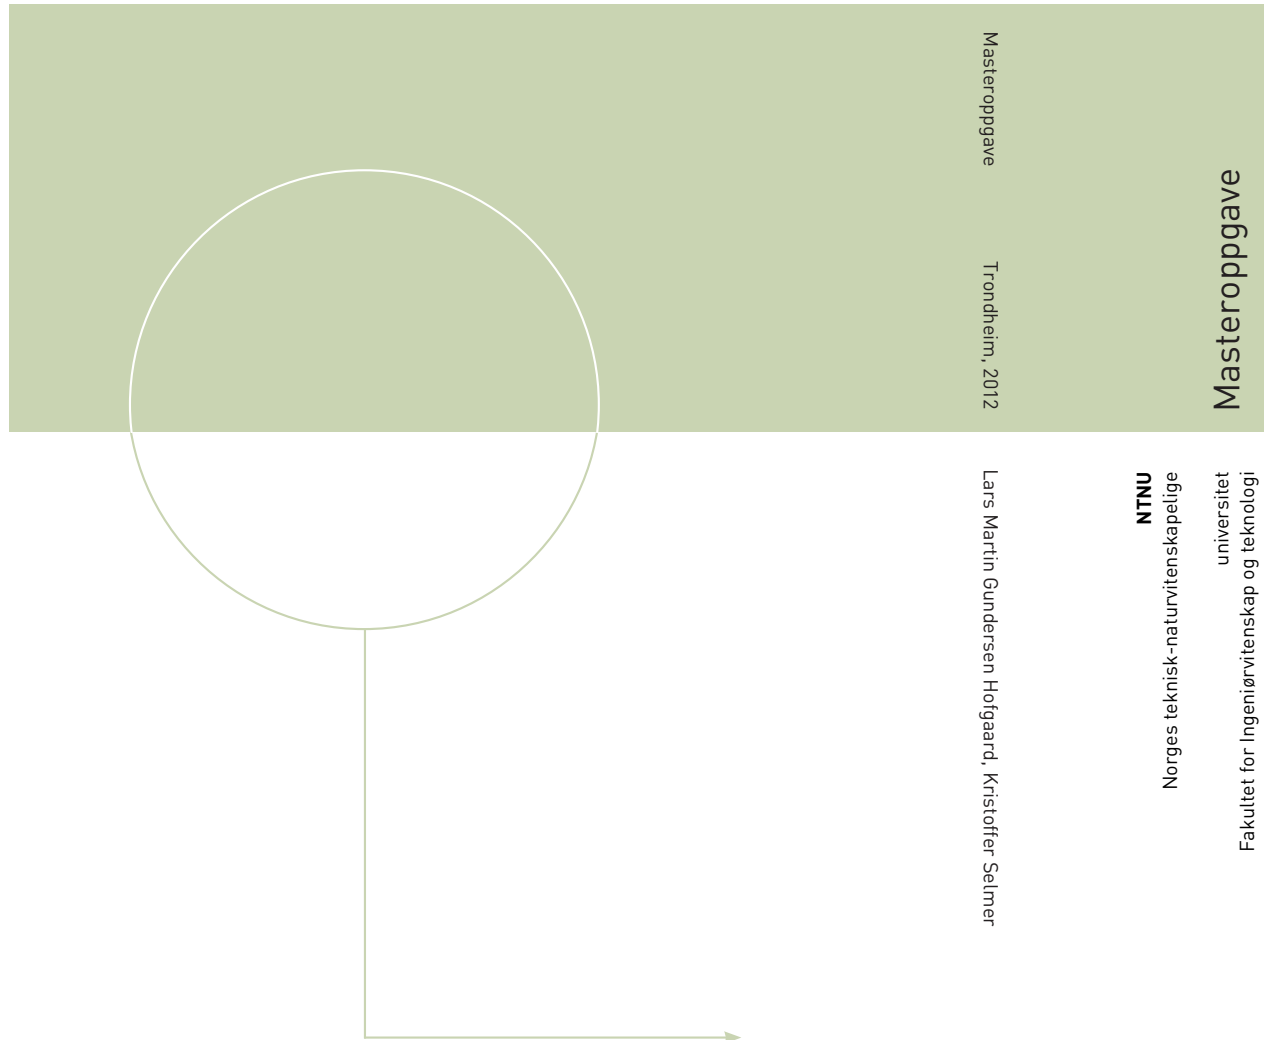 Masteroppgave
Trondheim, 2012
Lars Martin Gundersen Hofgaard, Kristoffer Selmer
Masteroppgave
NTNU
Norges teknisk-naturvitenskapelige
universitet
Fakultet for Ingeniørvitenskap og teknologi